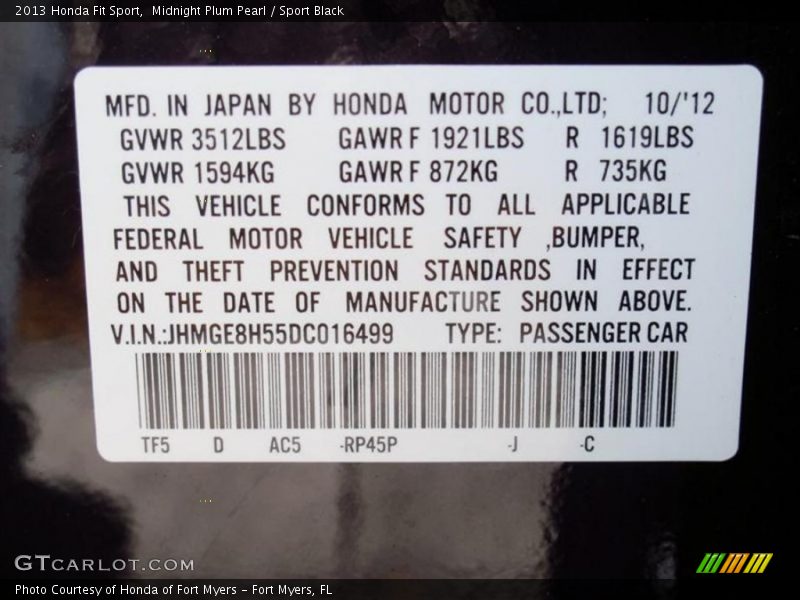 2013 Honda Fit Sport,  Midnight Plum Pearl / Sport Black
MFD. IN JAPAN BY HONDA MOTOR CO.,LTD; 10/'12
GVWR 3512LBS GAWR F 1921LBS R 1619LBS
GVWR 1594KG GAWR F 872KG R 735KG
THIS VEHICLE CONFORMS TO ALL APPLICABLE
FEDERAL MOTOR VEHICLE SAFETY ,BUMPER,
AND THEFT PREVENTION STANDARDS IN EFFECT
ON THE DATE OF MANUFACTURE SHOWN ABOVE.
V.I.N.:JHMGE8H55DC016499 TYPE: PASSENGER CAR
TF5 D AC5 -RP45P -J -C
GTCARLOT.COM
Photo Courtesy of Honda of Fort Myers – Fort Myers, FL